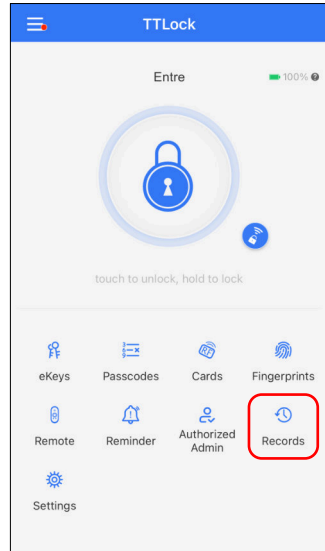 TTLock
Entre
100%
touch to unlock, hold to lock
eKeys
Passcodes
Cards
Fingerprints
Remote
Reminder
Authorized
Admin
Records
Settings